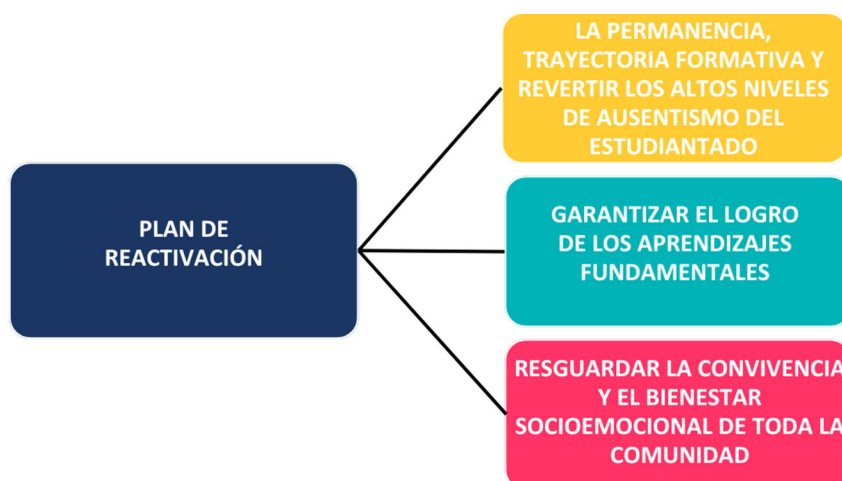 PLAN DE
REACTIVACIÓN
LA PERMANENCIA,
TRAYECTORIA FORMATIVA Y
REVERTIR LOS ALTOS NIVELES
DE AUSENTISMO DEL
ESTUDIANTADO
GARANTIZAR EL LOGRO
DE LOS APRENDIZAJES
FUNDAMENTALES
RESGUARDAR LA CONVIVENCIA
Y EL BIENESTAR
SOCIOEMOCIONAL DE TODA LA
COMUNIDAD